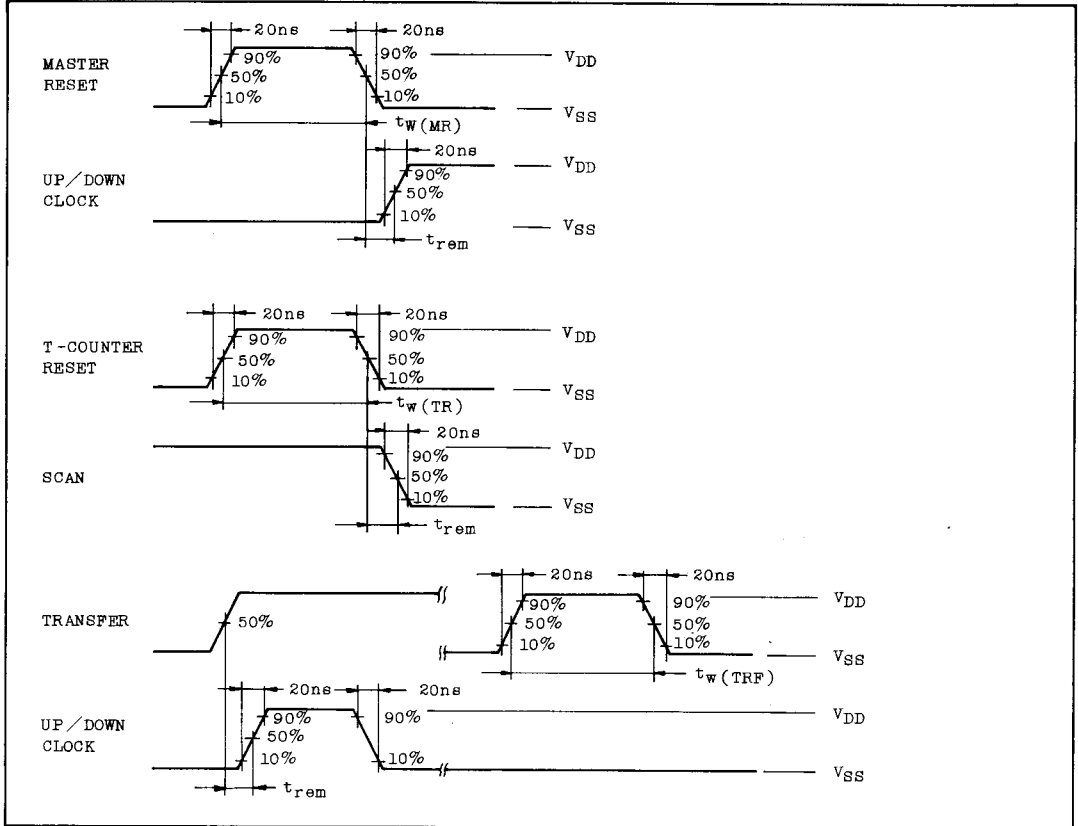 20ns 20ns
MASTER RESET
90% 90% VDD
50% 50%
10% 10% VSS
tW(MR)
20ns
UP/DOWN CLOCK
90% VDD
50%
10% VSS
trem
20ns 20ns
T-COUNTER RESET
90% 90% VDD
50% 50%
10% 10% VSS
tw(TR)
20ns
SCAN
90% VDD
50%
10% VSS
trem
20ns 20ns
TRANSFER
50% 90% 90% VDD
50% 50%
10% 10% VSS
tw(TRF)
20ns 20ns
UP/DOWN CLOCK
90% 90% VDD
50%
10% 10% VSS
trem